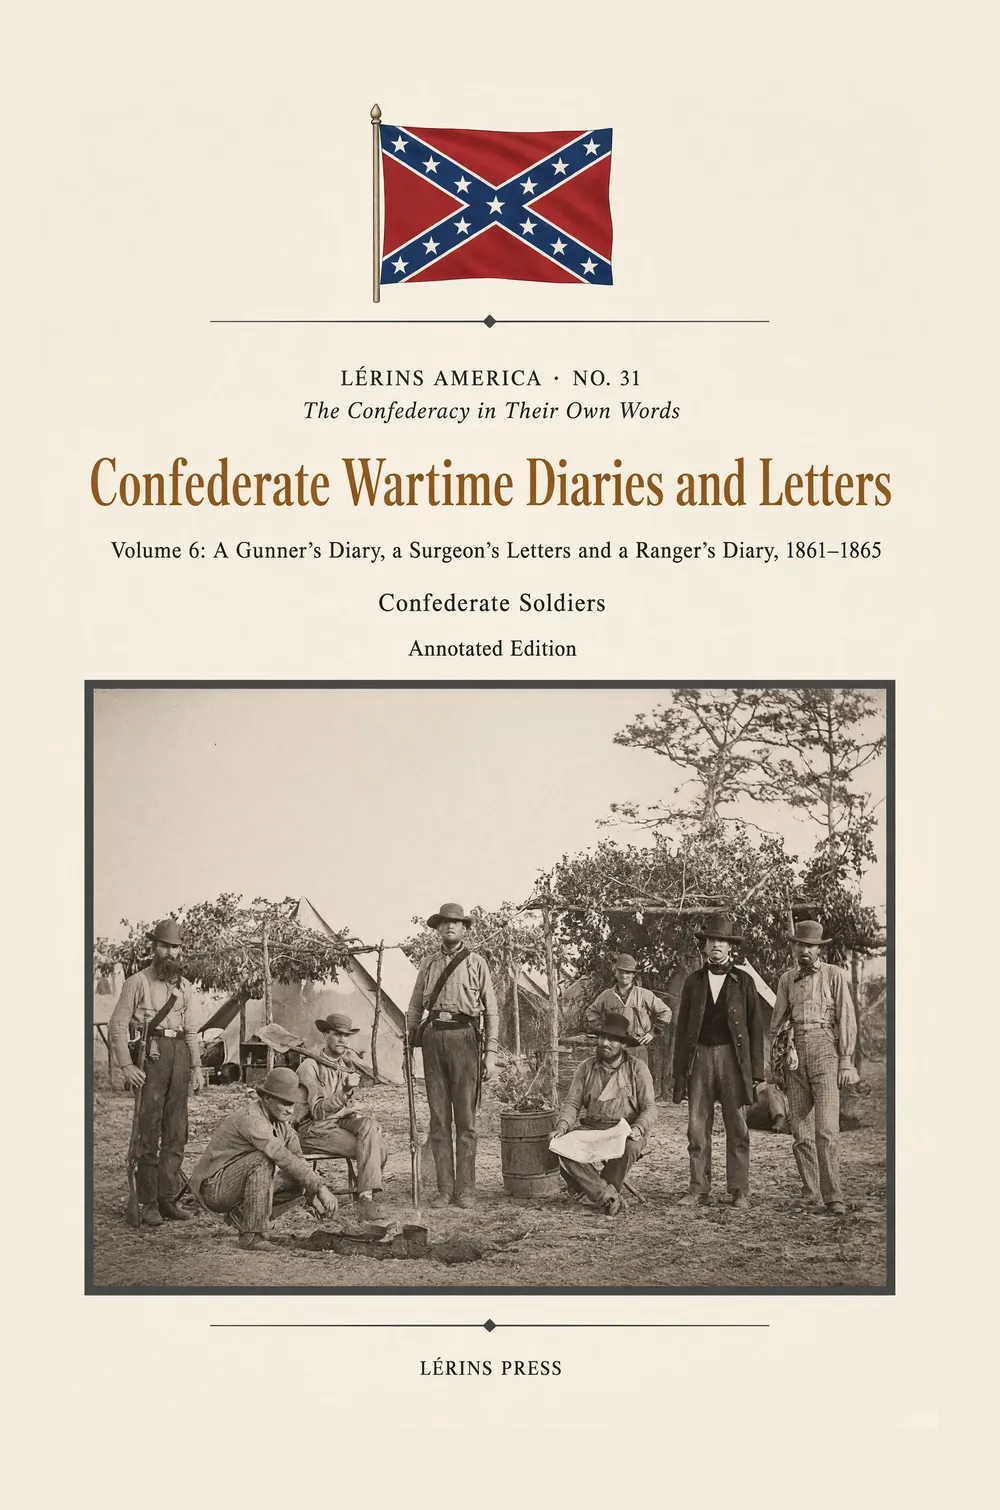 LÉRINS AMERICA · NO. 31
The Confederacy in Their Own Words
Confederate Wartime Diaries and Letters
Volume 6: A Gunner’s Diary, a Surgeon’s Letters and a Ranger’s Diary, 1861–1865
Confederate Soldiers
Annotated Edition
LÉRINS PRESS